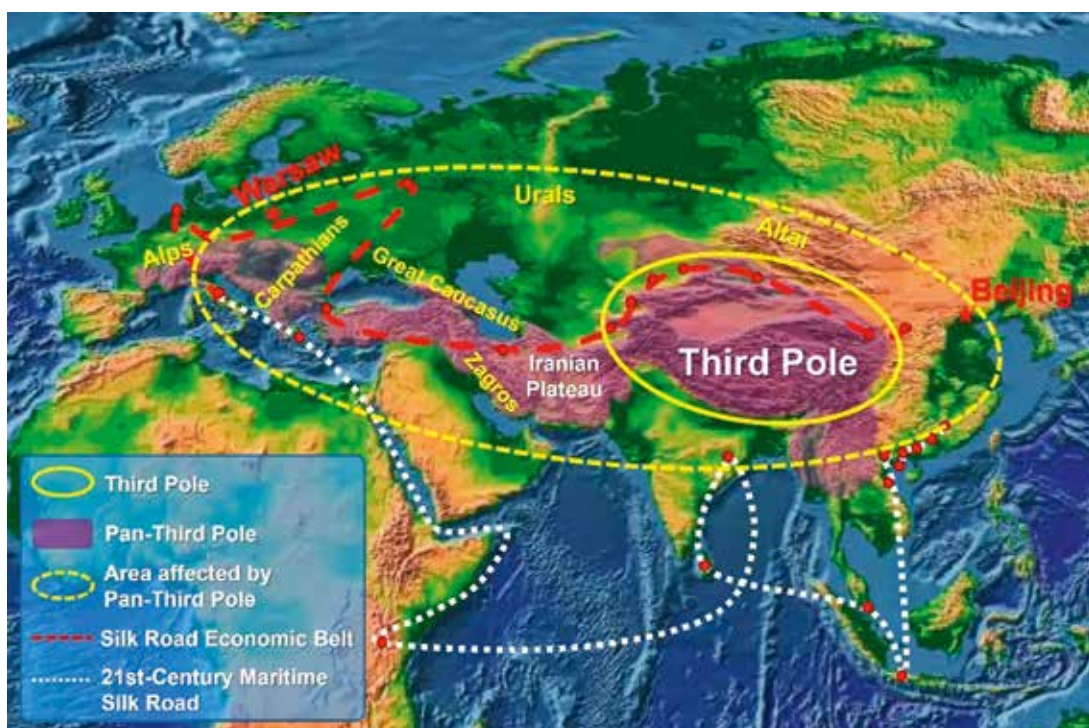 Warsaw
Urals
Alps
Carpathians
Great Caucasus
Altai
Beijing
Zagros
Iranian
Plateau
Third Pole
Third Pole
Pan-Third Pole
Area affected by
Pan-Third Pole
Silk Road Economic Belt
21st-Century Maritime
Silk Road